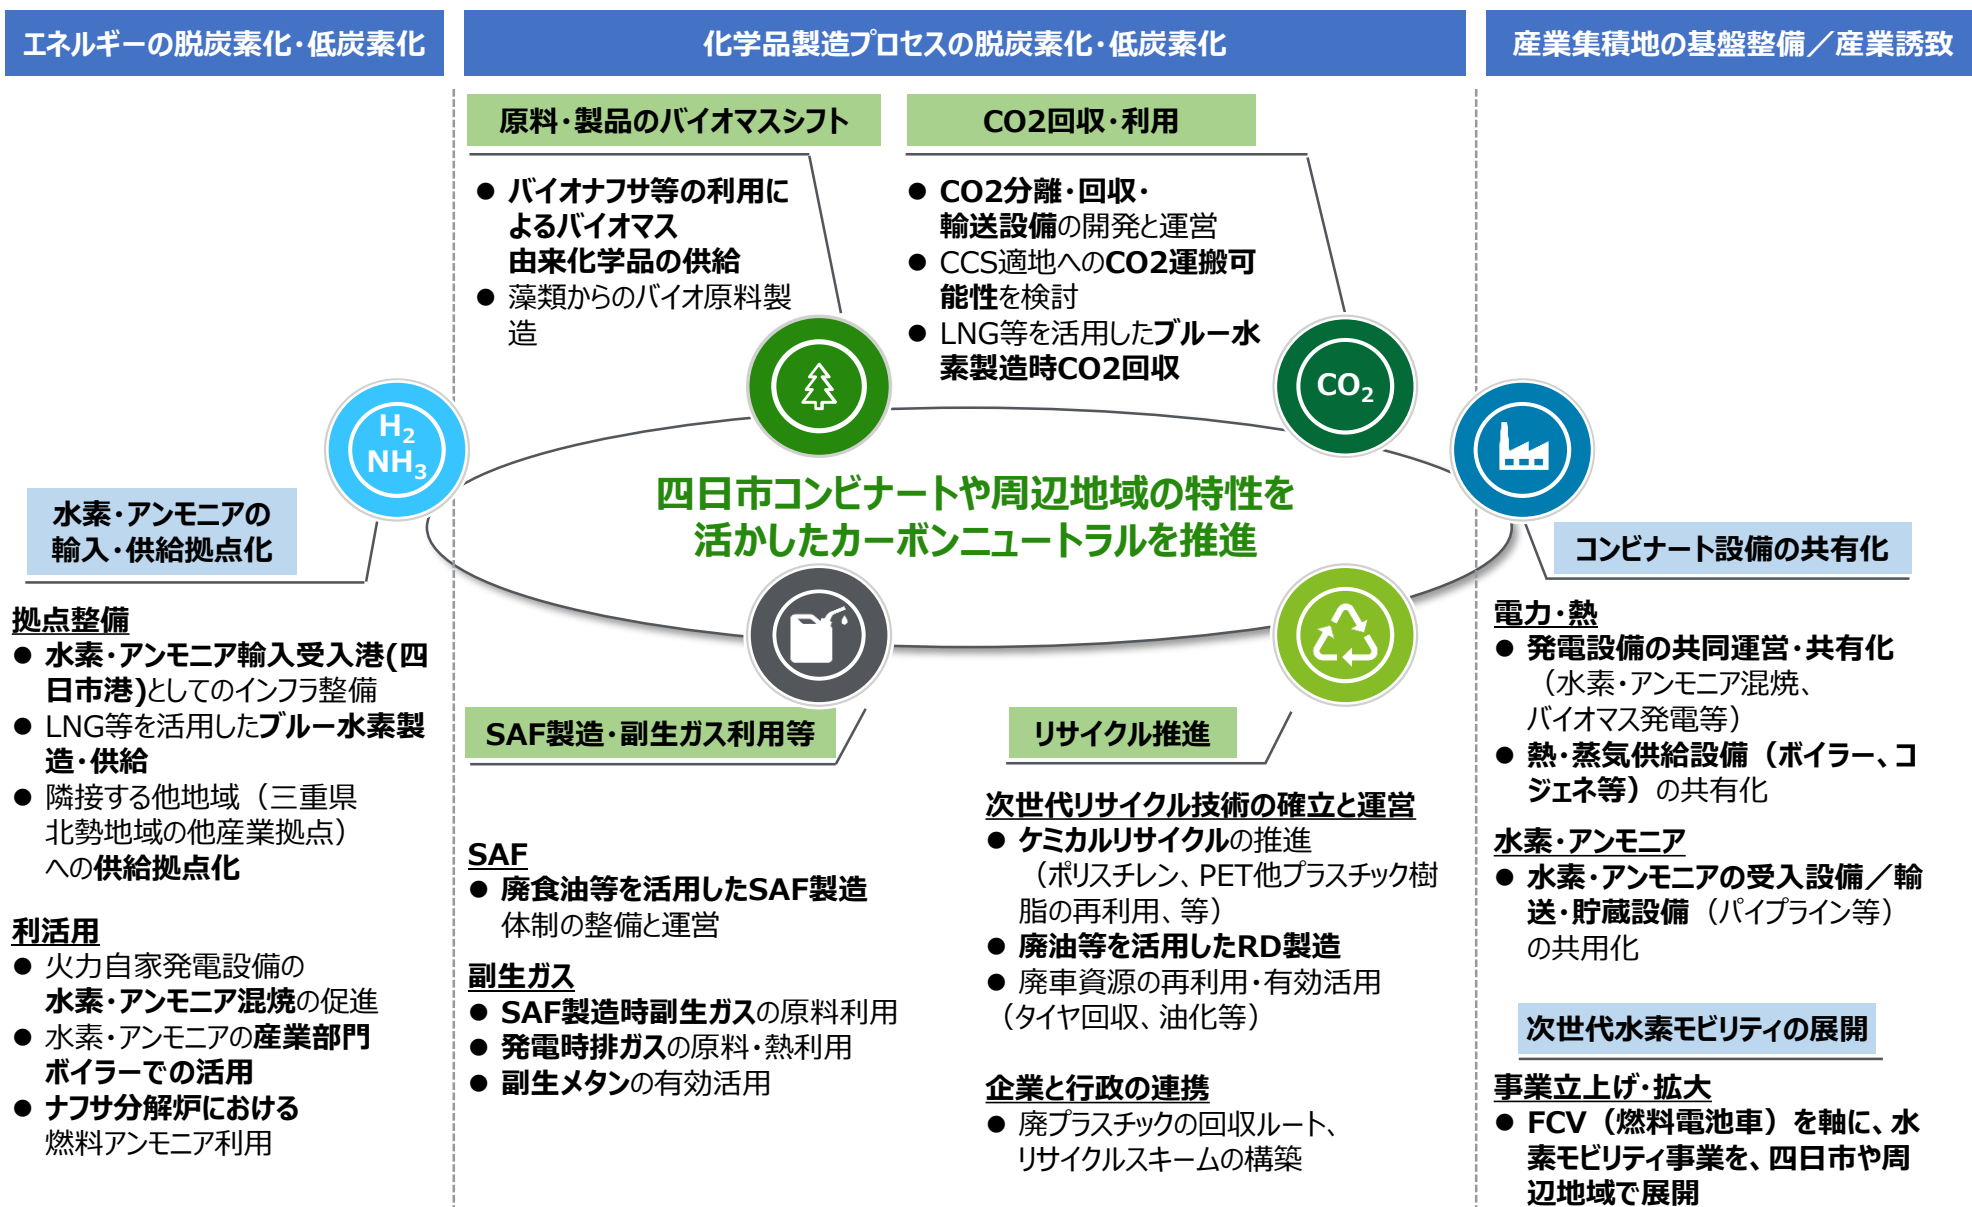 エネルギーの脱炭素化・低炭素化
化学品製造プロセスの脱炭素化・低炭素化
産業集積地の基盤整備／産業誘致
原料・製品のバイオマスシフト
● バイオナフサ等の利用に
よるバイオマス
由来化学品の供給
● 藻類からのバイオ原料製
造
CO2回収・利用
● CO2分離・回収・
輸送設備の開発と運営
● CCS適地へのCO2運搬可
能性を検討
● LNG等を活用したブルー水
素製造時CO2回収
H₂
NH₃
CO₂
四日市コンビナートや周辺地域の特性を
活かしたカーボンニュートラルを推進
水素・アンモニアの
輸入・供給拠点化
拠点整備
● 水素・アンモニア輸入受入港(四
日市港)としてのインフラ整備
● LNG等を活用したブルー水素製
造・供給
● 隣接する他地域（三重県
北勢地域の他産業拠点）
への供給拠点化
利活用
● 火力自家発電設備の
水素・アンモニア混焼の促進
● 水素・アンモニアの産業部門
ボイラーでの活用
● ナフサ分解炉における
燃料アンモニア利用
SAF製造・副生ガス利用等
SAF
● 廃食油等を活用したSAF製造
体制の整備と運営
副生ガス
● SAF製造時副生ガスの原料利用
● 発電時排ガスの原料・熱利用
● 副生メタンの有効活用
リサイクル推進
次世代リサイクル技術の確立と運営
● ケミカルリサイクルの推進
（ポリスチレン、PET他プラスチック樹
脂の再利用、等）
● 廃油等を活用したRD製造
● 廃車資源の再利用・有効活用
（タイヤ回収、油化等）
企業と行政の連携
● 廃プラスチックの回収ルート、
リサイクルスキームの構築
コンビナート設備の共有化
電力・熱
● 発電設備の共同運営・共有化
（水素・アンモニア混焼、
バイオマス発電等）
● 熱・蒸気供給設備（ボイラー、コ
ジェネ等）の共有化
水素・アンモニア
● 水素・アンモニアの受入設備／輸
送・貯蔵設備（パイプライン等）
の共用化
次世代水素モビリティの展開
事業立上げ・拡大
● FCV（燃料電池車）を軸に、水
素モビリティ事業を、四日市や周
辺地域で展開